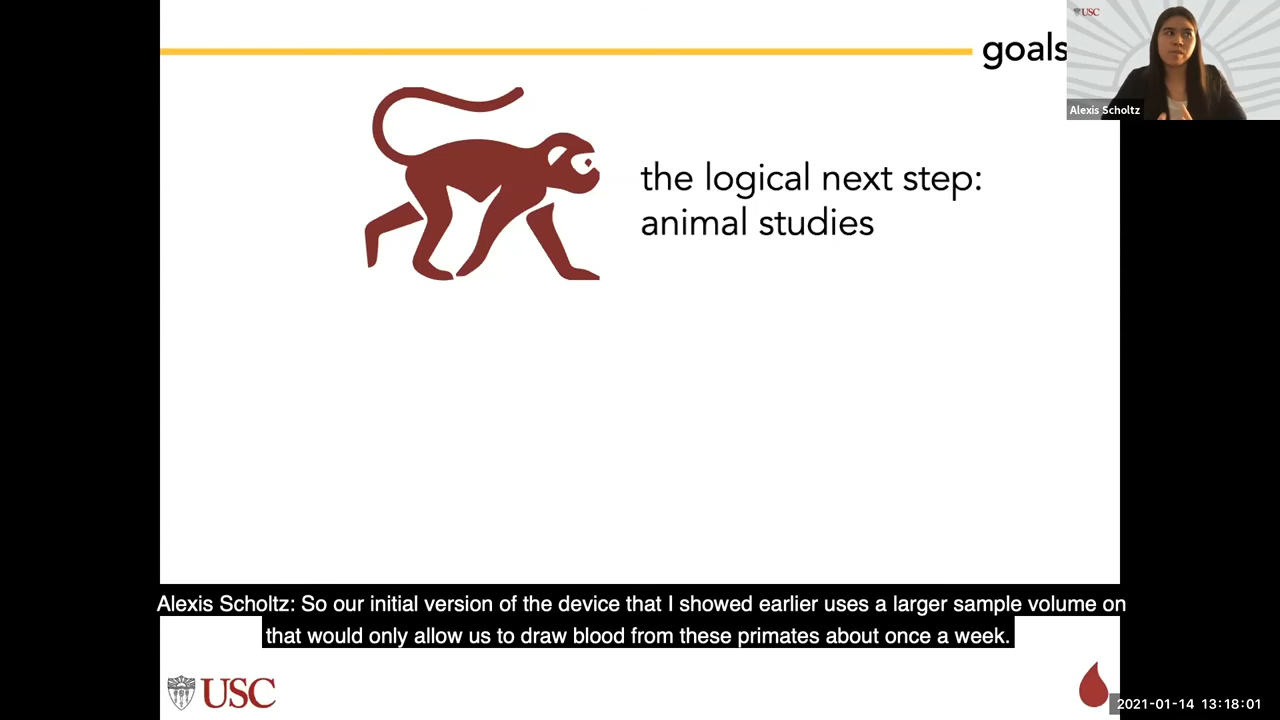 goals
USC
Alexis Scholtz
the logical next step:
animal studies
Alexis Scholtz: So our initial version of the device that I showed earlier uses a larger sample volume on
that would only allow us to draw blood from these primates about once a week.
USC
2021-01-14 13:18:01